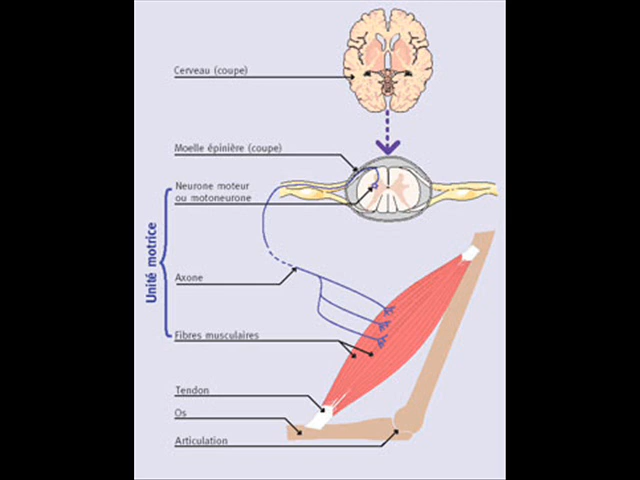 Cerveau (coupe)
Moelle épinière (coupe)
Neurone moteur
ou motoneurone
Unité motrice
Axone
Fibres musculaires
Tendon
Os
Articulation